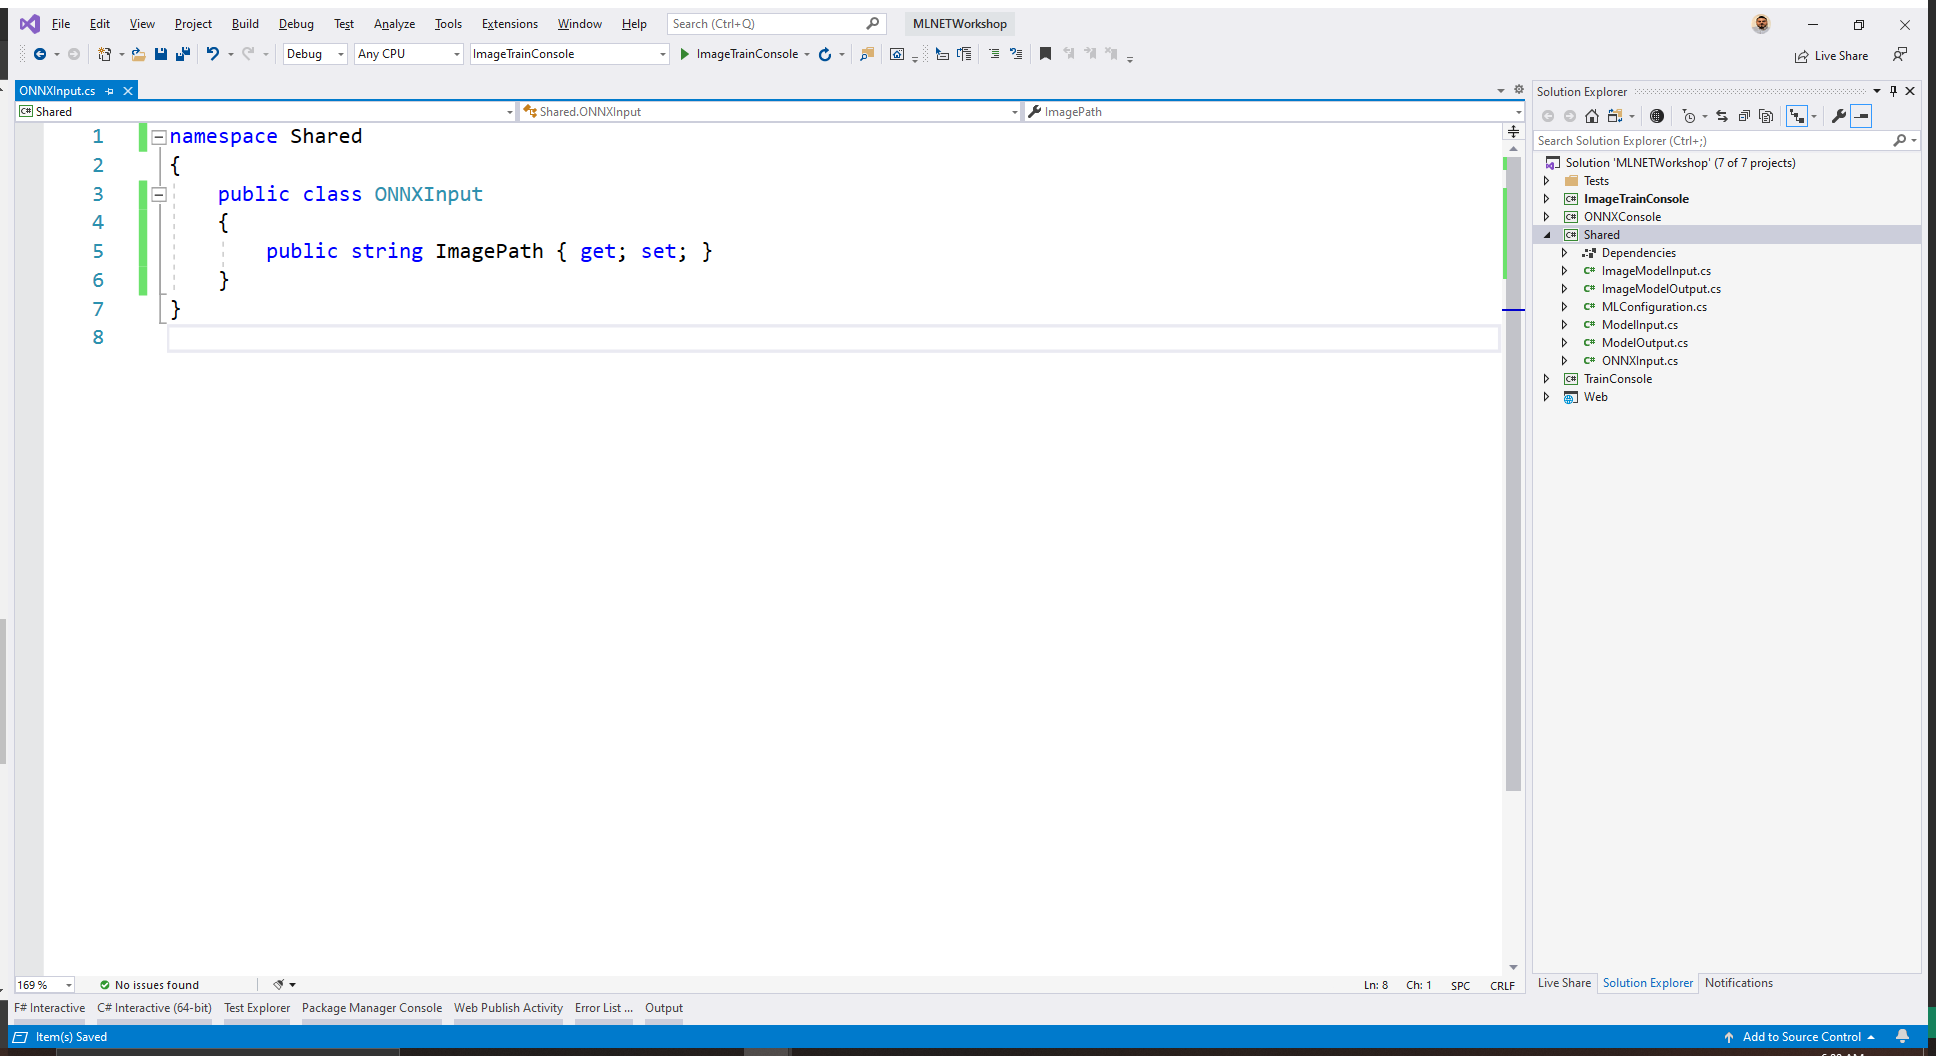 File Edit View Project Build Debug Test Analyze Tools Extensions Window Help Search (Ctrl+Q) MLNETWorkshop
Debug Any CPU ImageTrainConsole ImageTrainConsole Live Share
ONNXInput.cs
C# Shared Shared.ONNXInput ImagePath
1 namespace Shared
2 {
3 public class ONNXInput
4 {
5 public string ImagePath { get; set; }
6 }
7 }
8
169 % No issues found Ln: 8 Ch: 1 SPC CRLF
Solution Explorer
Search Solution Explorer (Ctrl+;)
Solution 'MLNETWorkshop' (7 of 7 projects)
Tests
C# ImageTrainConsole
C# ONNXConsole
C# Shared
Dependencies
C# ImageModelInput.cs
C# ImageModelOutput.cs
C# MLConfiguration.cs
C# ModelInput.cs
C# ModelOutput.cs
C# ONNXInput.cs
C# TrainConsole
Web
Live Share Solution Explorer Notifications
F# Interactive C# Interactive (64-bit) Test Explorer Package Manager Console Web Publish Activity Error List ... Output
Item(s) Saved Add to Source Control